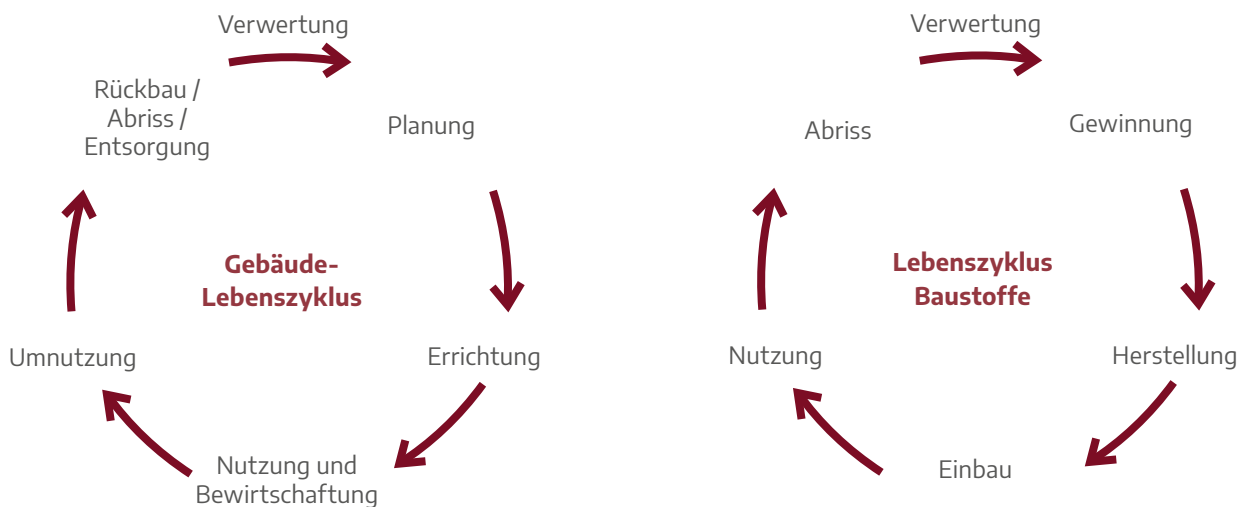 Verwertung
Rückbau /
Abriss /
Entsorgung
Planung
Gebäude-
Lebenszyklus
Umnutzung
Errichtung
Nutzung und
Bewirtschaftung
Verwertung
Abriss
Gewinnung
Lebenszyklus
Baustoffe
Nutzung
Herstellung
Einbau